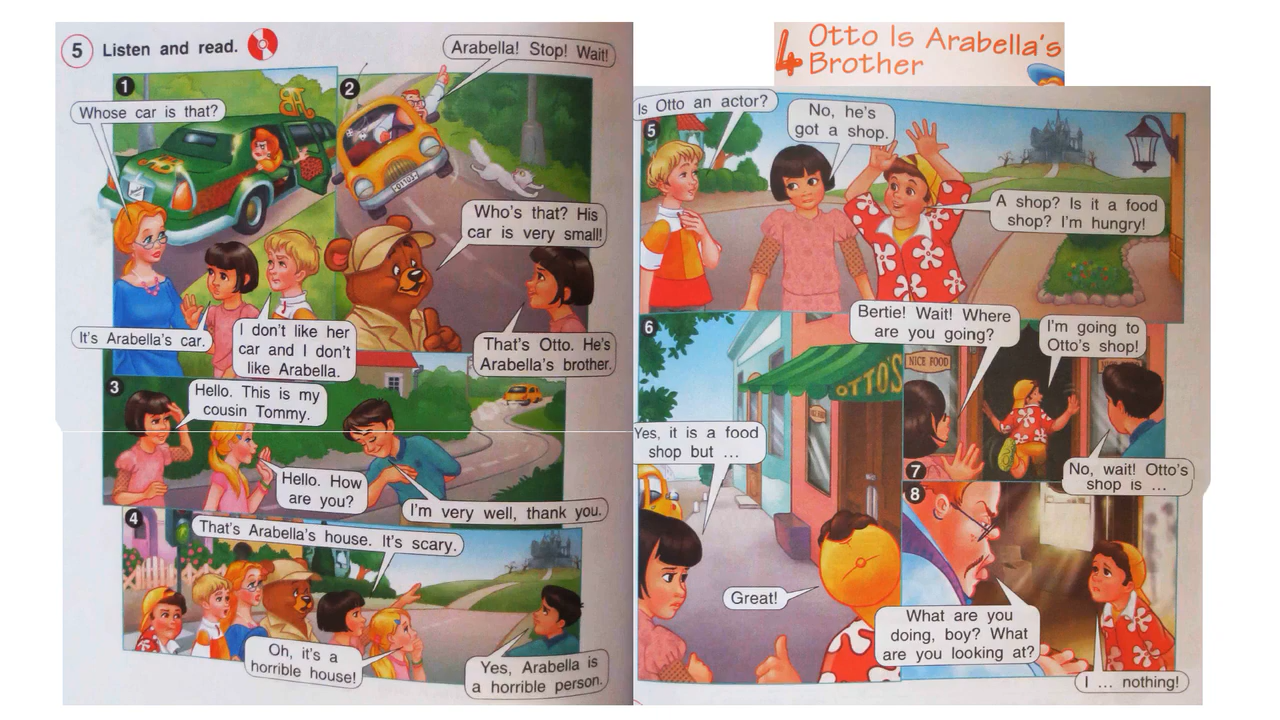 5 Listen and read.
1
Whose car is that?
It's Arabella's car.
I don't like her
car and I don't
like Arabella.
2
Arabella! Stop! Wait!
Who's that? His
car is very small!
That's Otto. He's
Arabella's brother.
3
Hello. This is my
cousin Tommy.
Hello. How
are you?
I'm very well, thank you.
4
That's Arabella's house. It's scary.
Oh, it's a
horrible house!
Yes, Arabella is
a horrible person.
4 Otto Is Arabella's
Brother
5
Is Otto an actor?
No, he's
got a shop.
A shop? Is it a food
shop? I'm hungry!
6
OTTO'S
Yes, it is a food
shop but ...
Great!
7
Bertie! Wait! Where
are you going?
I'm going to
Otto's shop!
NICE FOOD
No, wait! Otto's
shop is ...
8
What are you
doing, boy? What
are you looking at?
I ... nothing!